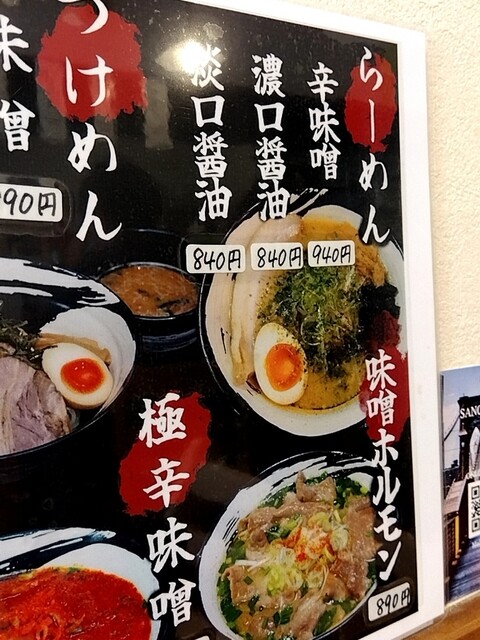 らーめん
辛味噌
940円
濃口醤油
840円
淡口醤油
840円
つけめん
味噌
890円
味噌ホルモン
890円
極辛味噌